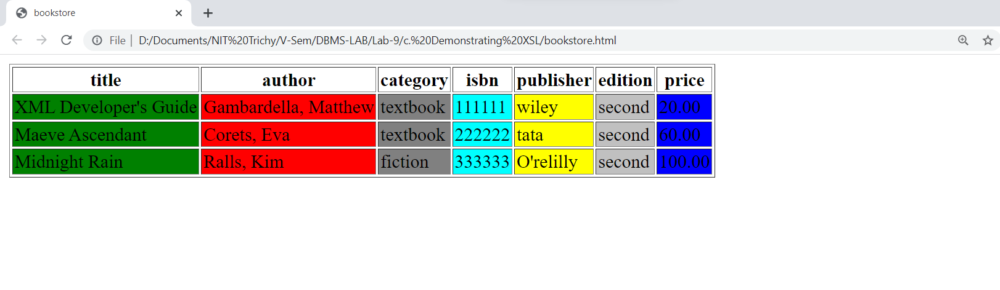 bookstore
File | D:/Documents/NIT%20Trichy/V-Sem/DBMS-LAB/Lab-9/c.%20Demonstrating%20XSL/bookstore.html
title author category isbn publisher edition price
XML Developer's Guide Gambardella, Matthew textbook 111111 wiley second 20.00
Maeve Ascendant Corets, Eva textbook 222222 tata second 60.00
Midnight Rain Ralls, Kim fiction 333333 O'relilly second 100.00